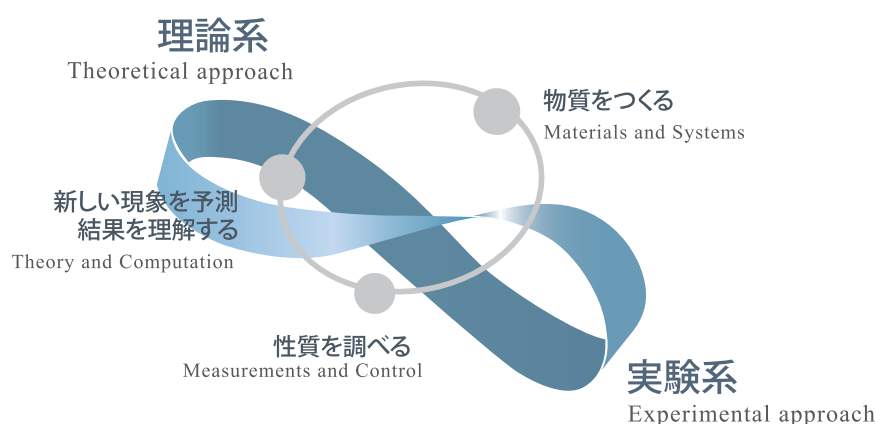 理論系
Theoretical approach
物質をつくる
Materials and Systems
新しい現象を予測
結果を理解する
Theory and Computation
性質を調べる
Measurements and Control
実験系
Experimental approach